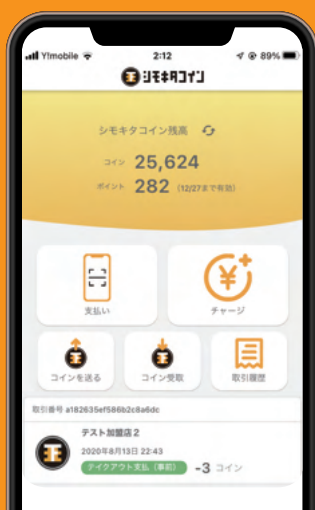 Y!mobile 2:12 89%
シモキタコイン
シモキタコイン残高
コイン 25,624
ポイント 282 (12/27まで有効)
支払い チャージ
コインを送る コイン受取 取引履歴
取引番号 a182635ef586b2c8a6dc
テスト加盟店2
2020年8月13日 22:43
テイクアウト支払(事前) -3 コイン